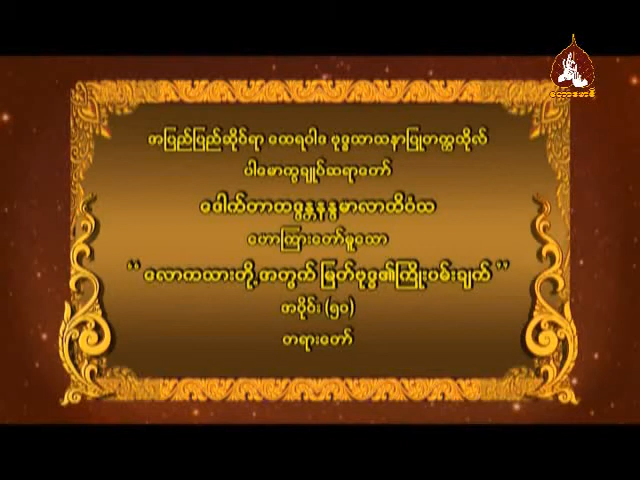 အပြည်ပြည်ဆိုင်ရာ ထေရဝါဒ ဗုဒ္ဓသာသနာပြုတက္ကသိုလ်
ပါမောက္ခချုပ်ဆရာတော်
ဒေါက်တာဘဒ္ဒန္တနန္ဒမာလာဘိဝံသ
ဟောကြားတော်မူသော
“ လောကသားတို့အတွက် မြတ်ဗုဒ္ဓ၏ကြိုးပမ်းချက် ”
အပိုင်း (၅၀)
တရားတော်